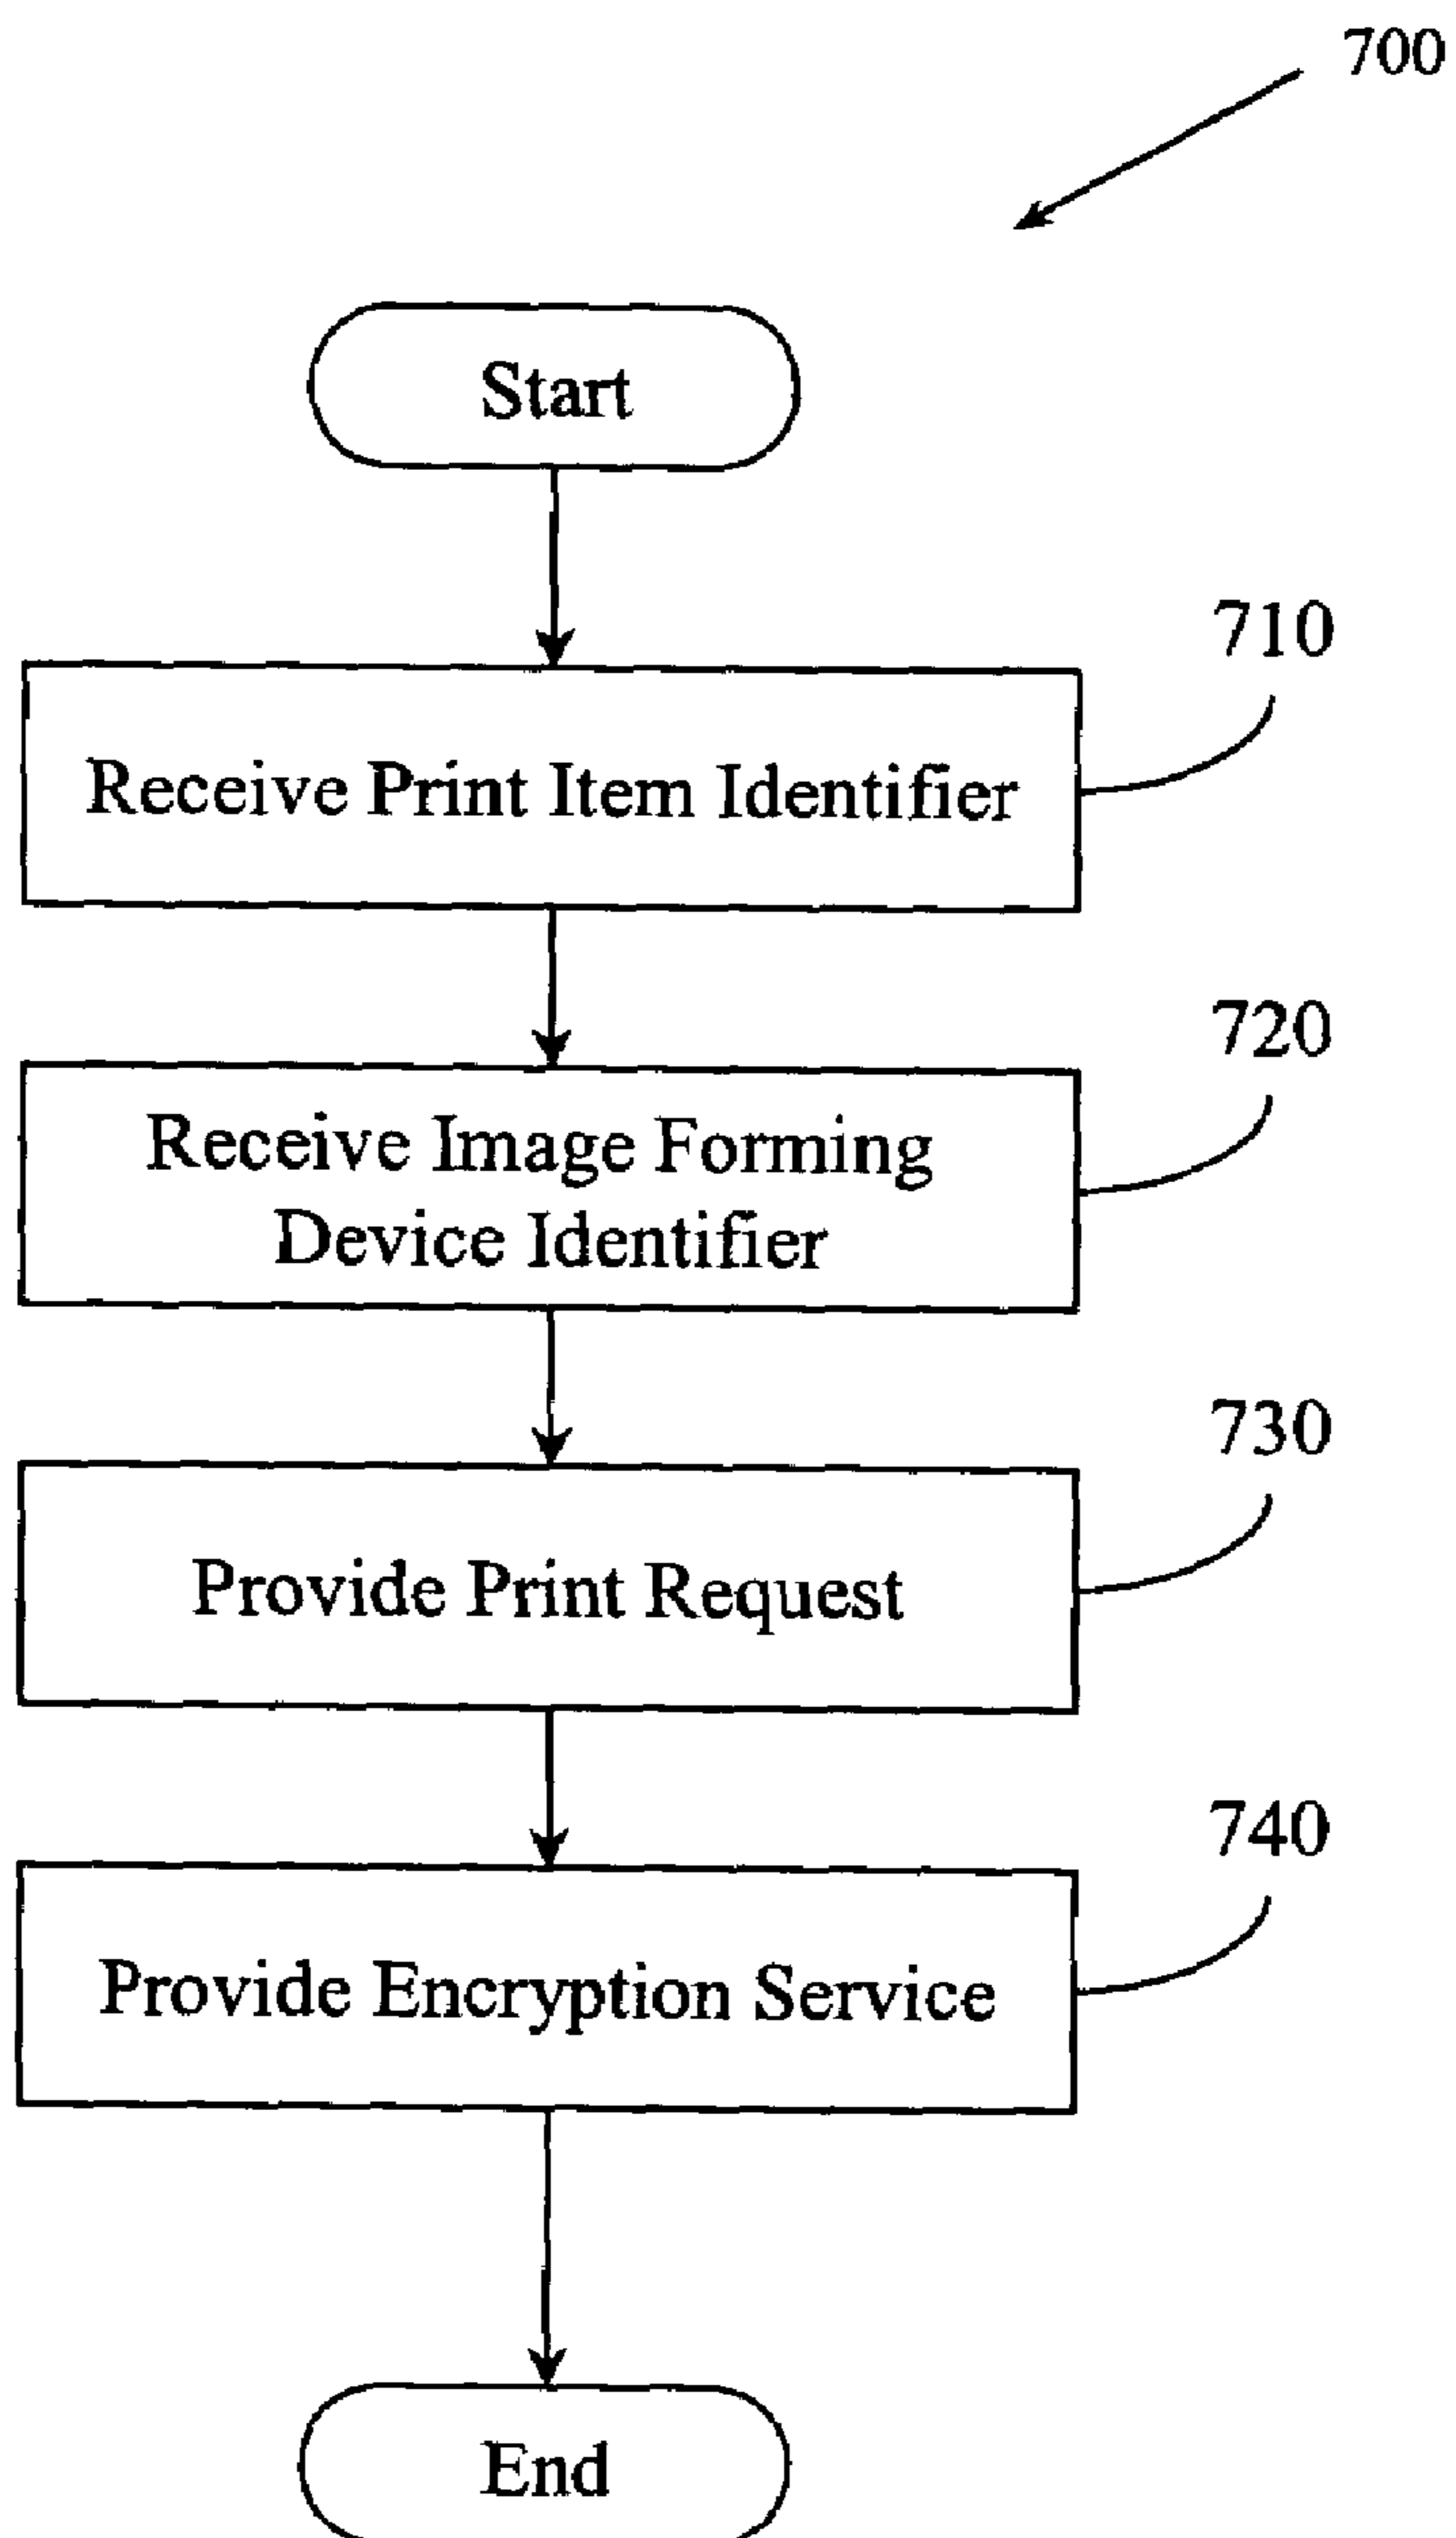 700
Start
710
Receive Print Item Identifier
720
Receive Image Forming
Device Identifier
730
Provide Print Request
740
Provide Encryption Service
End